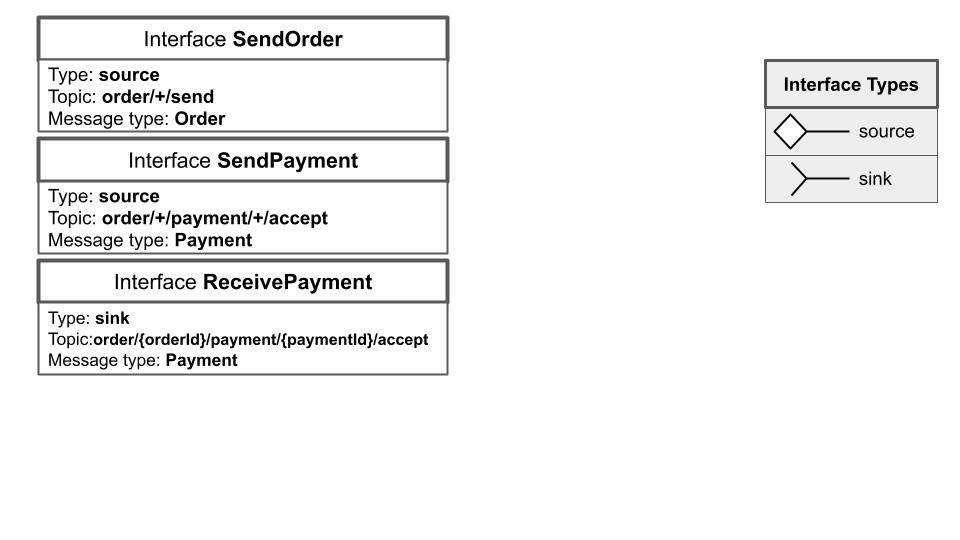 Interface SendOrder
Type: source
Topic: order/+/send
Message type: Order
Interface SendPayment
Type: source
Topic: order/+/payment/+/accept
Message type: Payment
Interface ReceivePayment
Type: sink
Topic:order/{orderId}/payment/{paymentId}/accept
Message type: Payment
Interface Types
source
sink